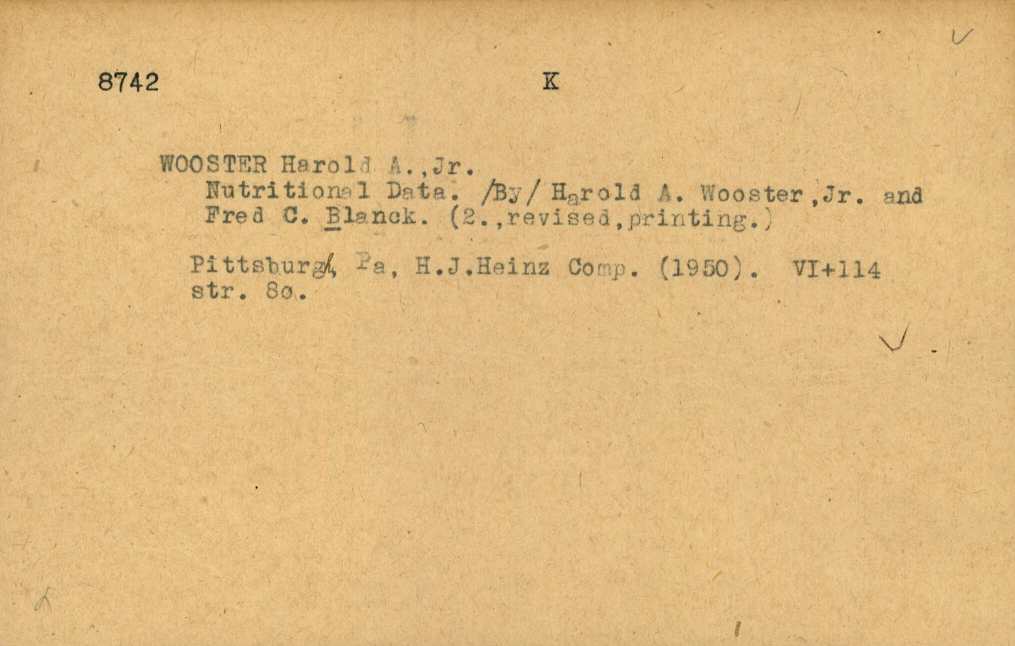 8742 K
WOOSTER Harold A.,Jr.
Nutritional Data. /By/ Harold A. Wooster,Jr. and
Fred C. Blanck. (2.,revised,printing.)
Pittsburgh, Pa, H.J.Heinz Comp. (1950). VI+114
str. 8o.